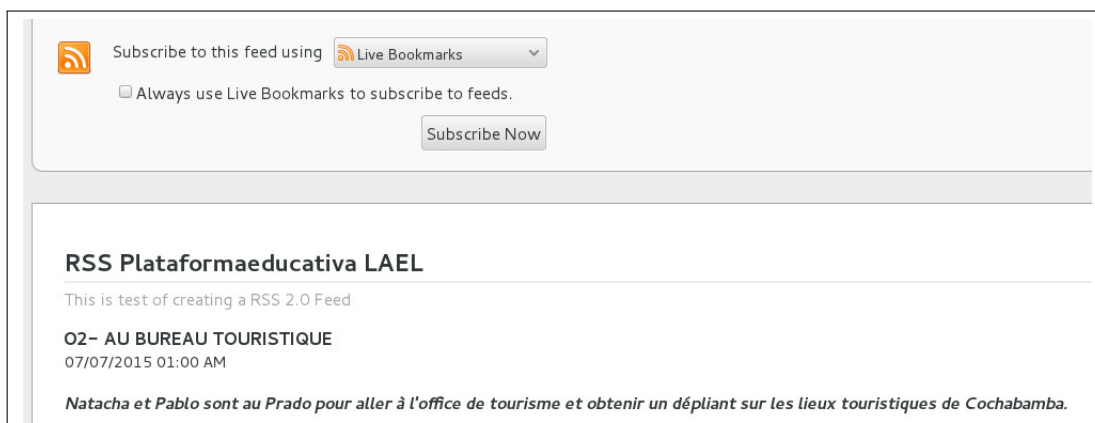 Subscribe to this feed using Live Bookmarks
Always use Live Bookmarks to subscribe to feeds.
Subscribe Now
RSS Plataformaeducativa LAEL
This is test of creating a RSS 2.0 Feed
O2- AU BUREAU TOURISTIQUE
07/07/2015 01:00 AM
Natacha et Pablo sont au Prado pour aller à l'office de tourisme et obtenir un dépliant sur les lieux touristiques de Cochabamba.